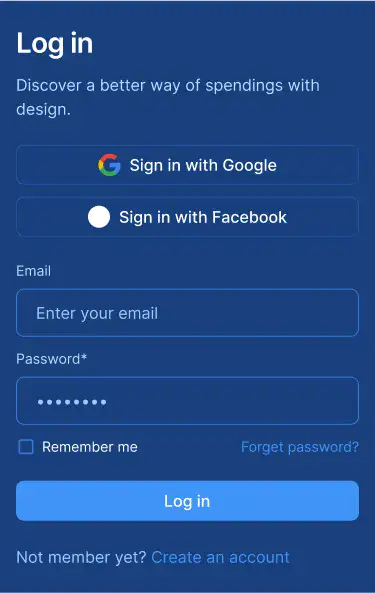 Log in
Discover a better way of spendings with
design.
Sign in with Google
Sign in with Facebook
Email
Enter your email
Password*
••••••••
Remember me
Forget password?
Log in
Not member yet? Create an account